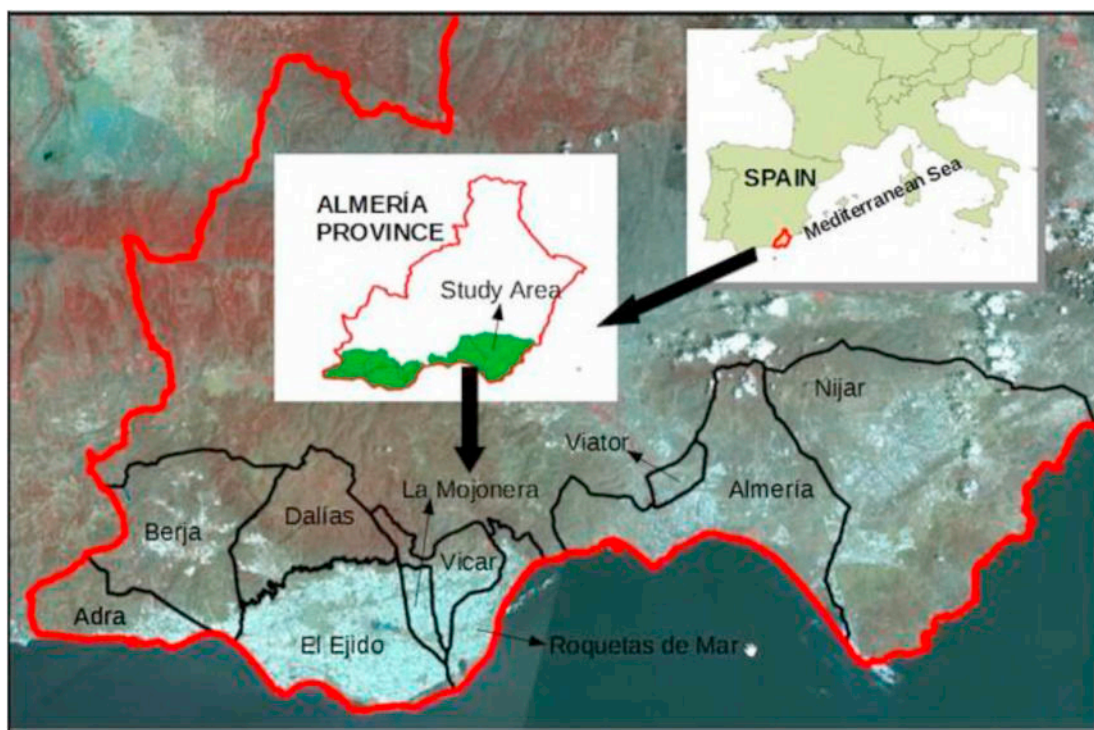 SPAIN
Mediterranean Sea
ALMERÍA
PROVINCE
Study Area
Nijar
Viator
La Mojonera
Almería
Dalías
Berja
Vicar
Adra
El Ejido
Roquetas de Mar